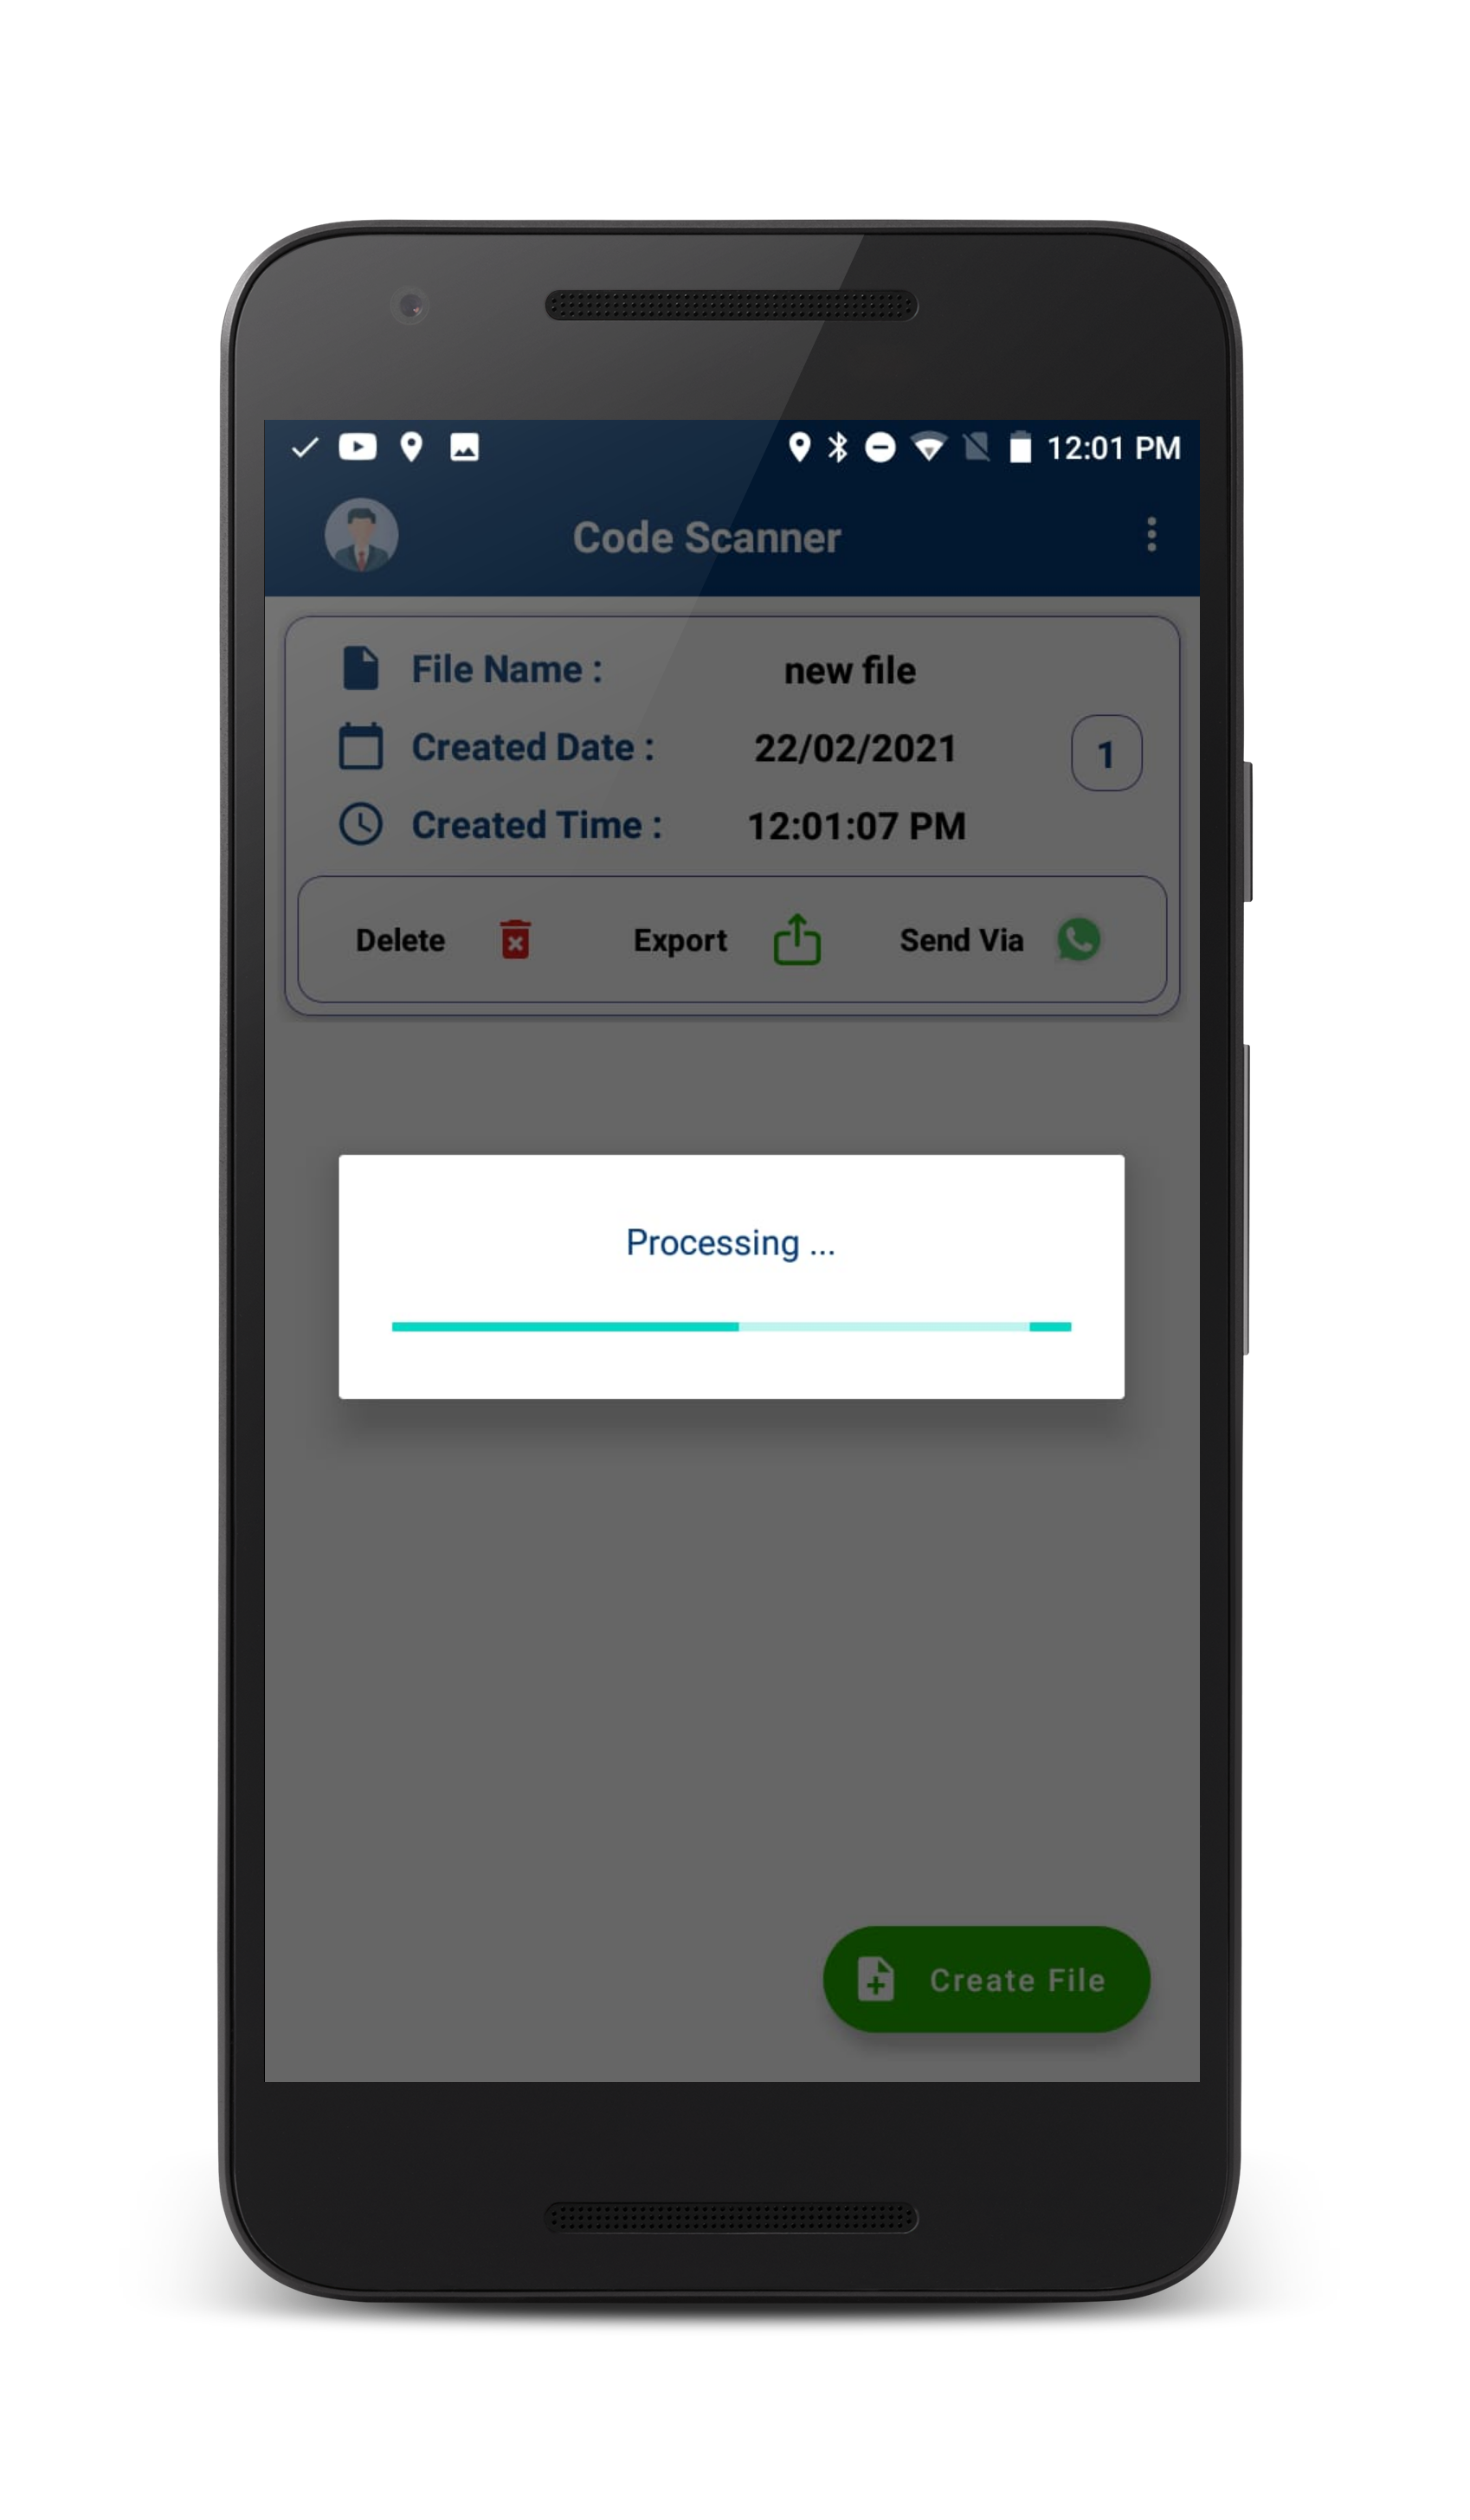 12:01 PM
Code Scanner
File Name : new file
Created Date : 22/02/2021
1
Created Time : 12:01:07 PM
Delete Export Send Via
Processing ...
Create File